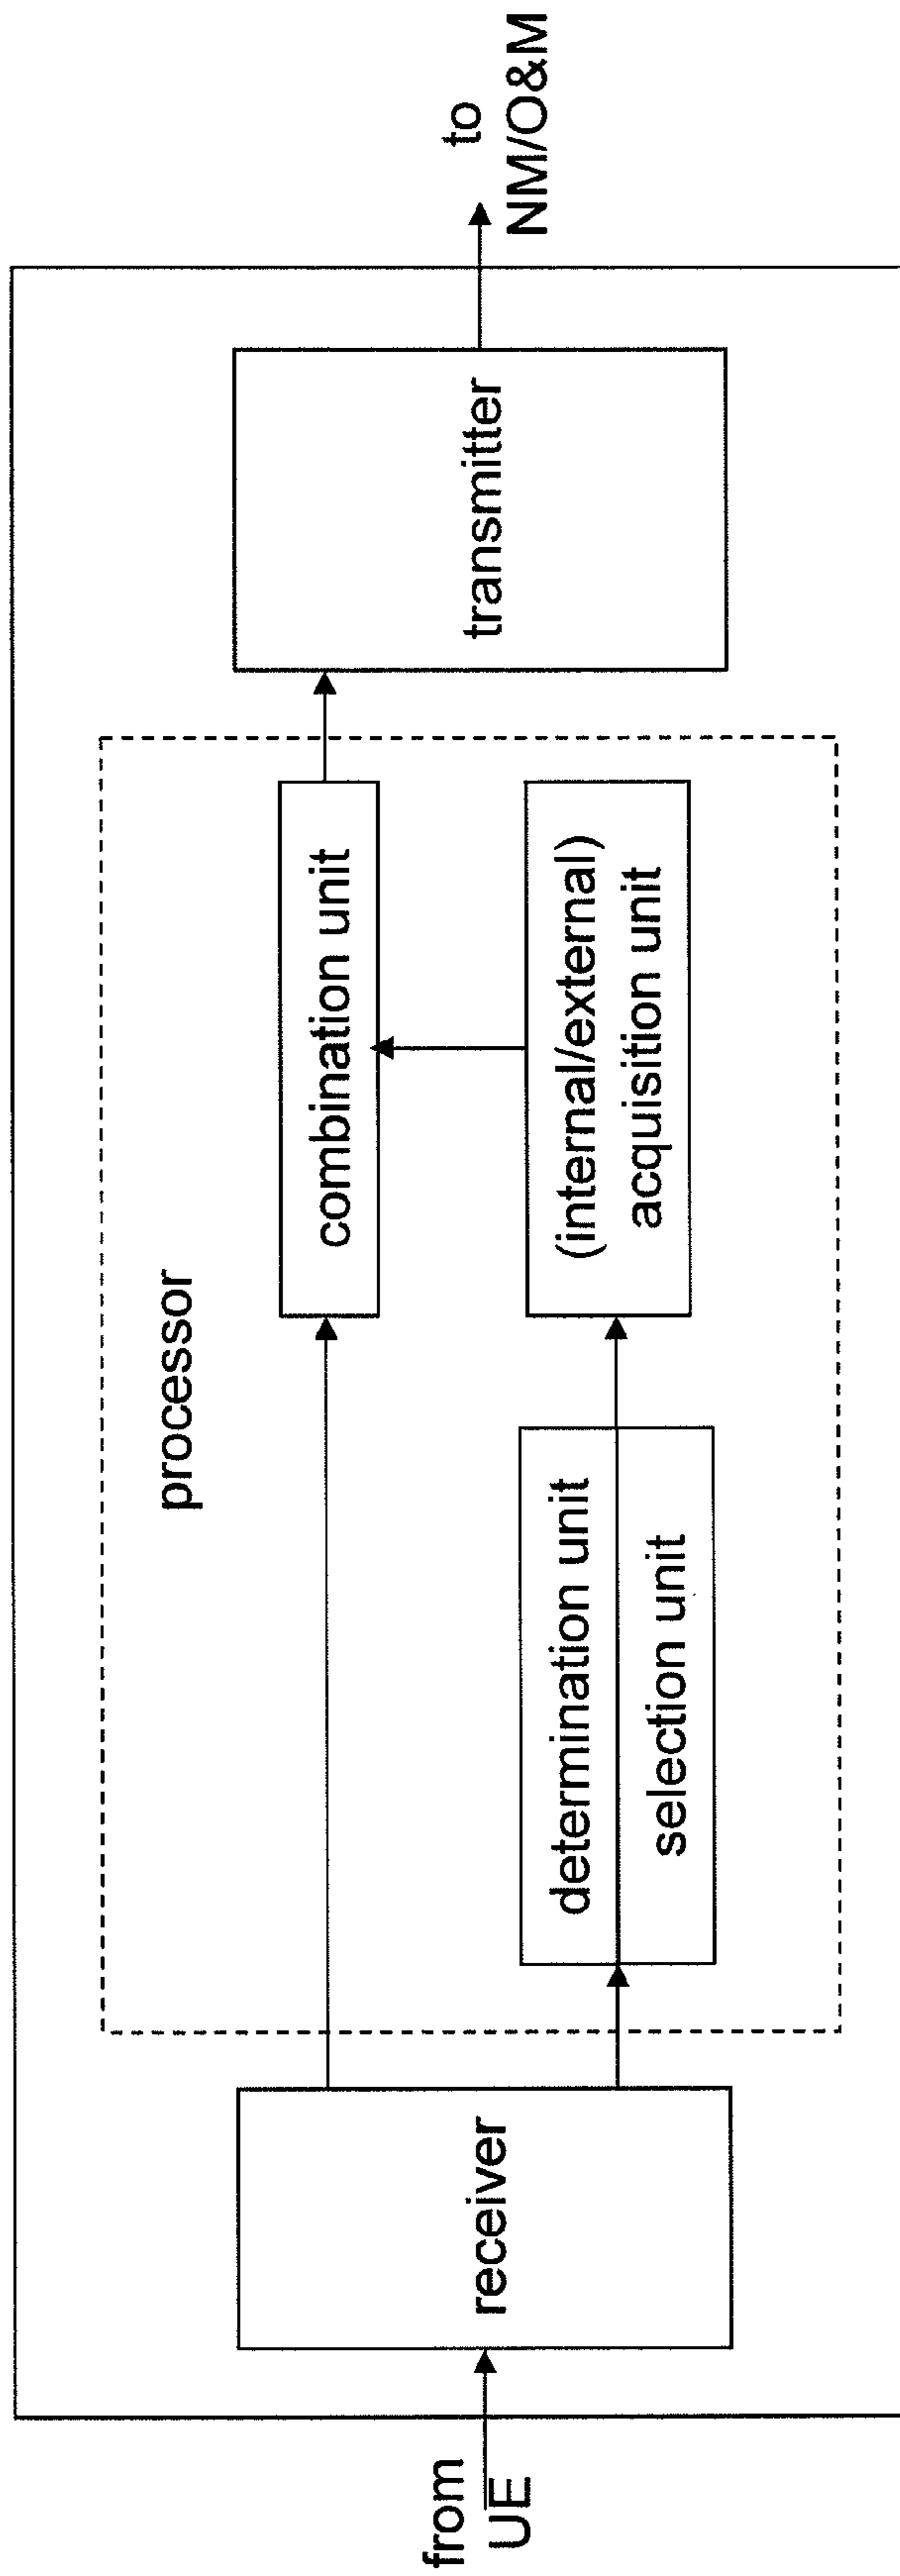 from
UE
receiver
processor
determination unit
selection unit
combination unit
(internal/external)
acquisition unit
transmitter
to
NM/O&M